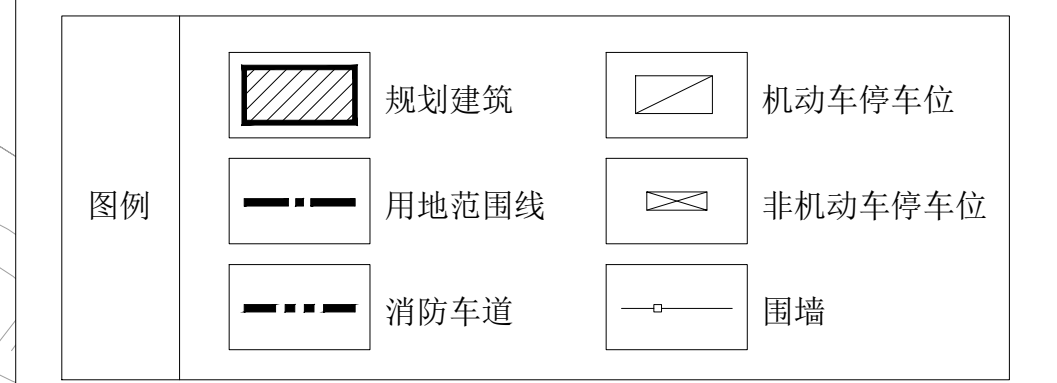 图例
规划建筑
机动车停车位
用地范围线
非机动车停车位
消防车道
围墙